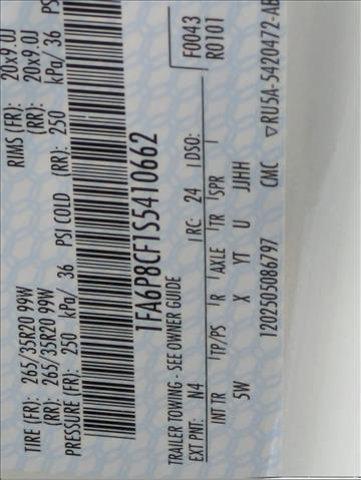 TIRE (FR): 265/35R20 99W RIMS (FR): 20x9.0J
(RR): 265/35R20 99W (RR): 20x9.0J
PRESSURE (FR): 250 kPa/ 36 PSI COLD (RR): 250 kPa/ 36 PS
1FA6P8CF1S5410662
TRAILER TOWING - SEE OWNER GUIDE
F0043
EXT PNT: N4 RC: 24 DSO: R0101
INT TR TP/PS R AXLE TR SPR
5W X YT U JJHH
1202505086797 CMC ▽RU5A-5420472-AB